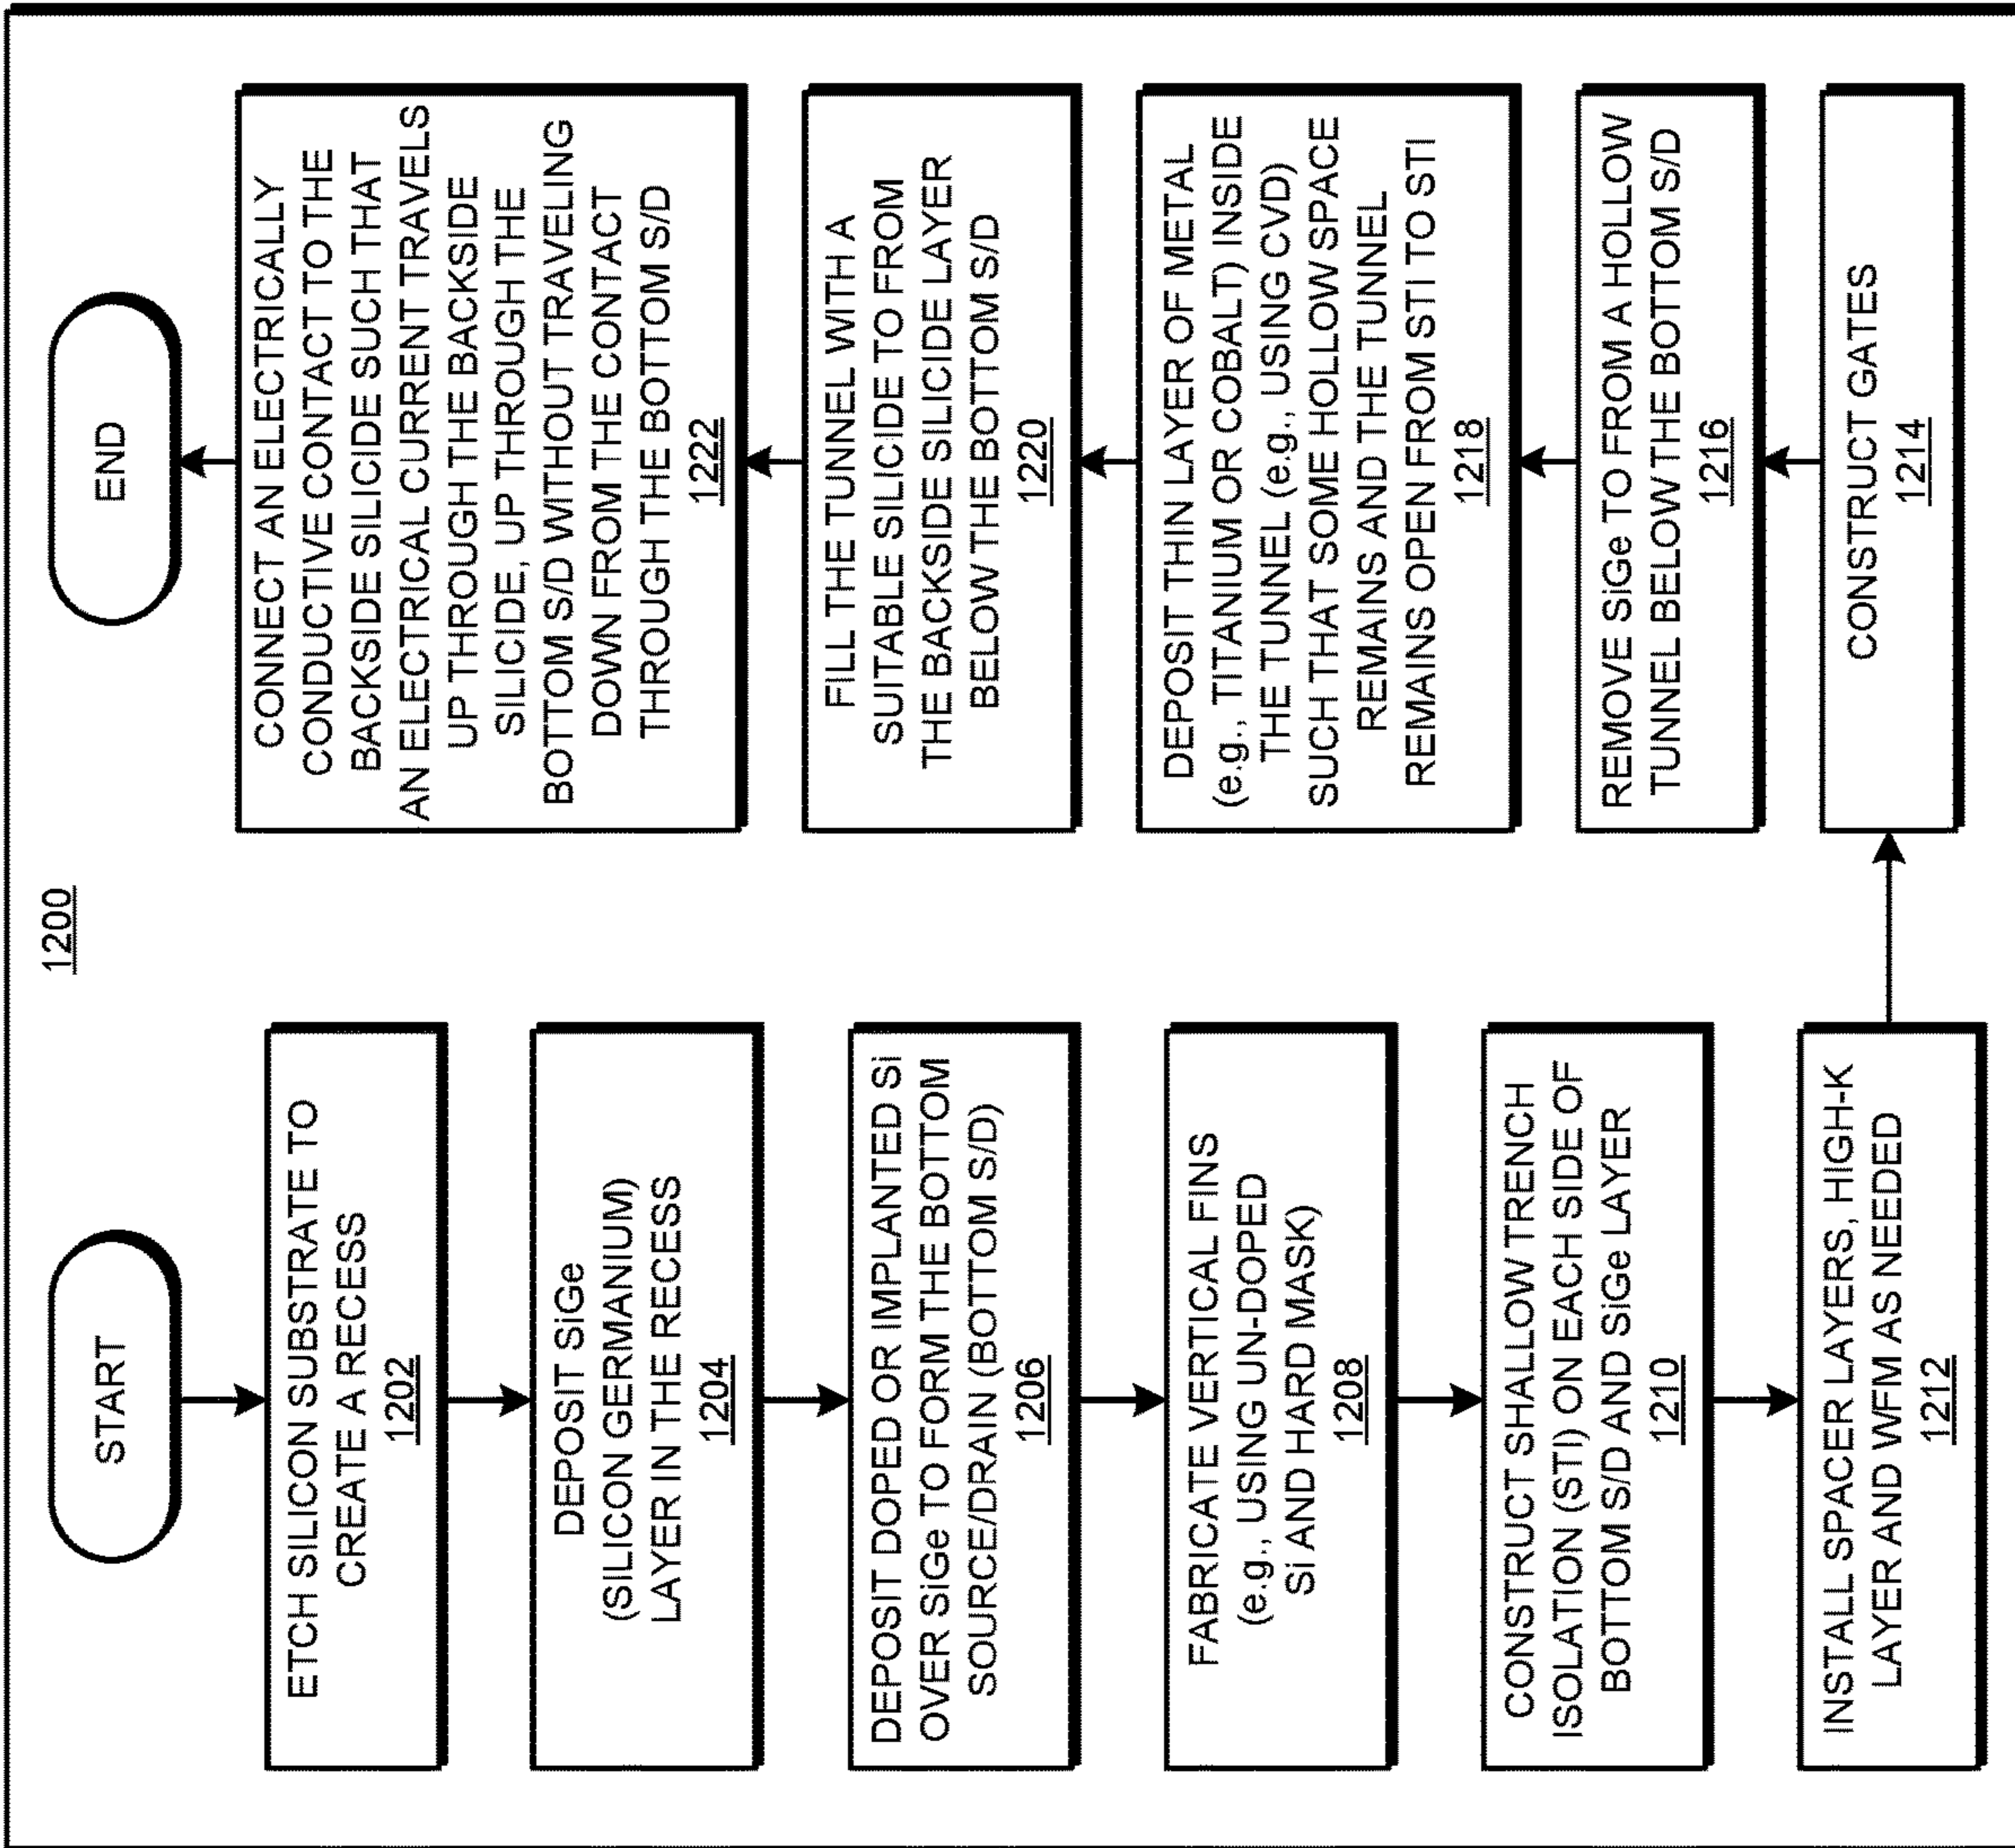 1200
START
ETCH SILICON SUBSTRATE TO
CREATE A RECESS
1202
DEPOSIT SiGe
(SILICON GERMANIUM)
LAYER IN THE RECESS
1204
DEPOSIT DOPED OR IMPLANTED Si
OVER SiGe TO FORM THE BOTTOM
SOURCE/DRAIN (BOTTOM S/D)
1206
FABRICATE VERTICAL FINS
(e.g., USING UN-DOPED
Si AND HARD MASK)
1208
CONSTRUCT SHALLOW TRENCH
ISOLATION (STI) ON EACH SIDE OF
BOTTOM S/D AND SiGe LAYER
1210
INSTALL SPACER LAYERS, HIGH-K
LAYER AND WFM AS NEEDED
1212
CONSTRUCT GATES
1214
REMOVE SiGe TO FROM A HOLLOW
TUNNEL BELOW THE BOTTOM S/D
1216
DEPOSIT THIN LAYER OF METAL
(e.g., TITANIUM OR COBALT) INSIDE
THE TUNNEL (e.g., USING CVD)
SUCH THAT SOME HOLLOW SPACE
REMAINS AND THE TUNNEL
REMAINS OPEN FROM STI TO STI
1218
FILL THE TUNNEL WITH A
SUITABLE SILICIDE TO FROM
THE BACKSIDE SILICIDE LAYER
BELOW THE BOTTOM S/D
1220
CONNECT AN ELECTRICALLY
CONDUCTIVE CONTACT TO THE
BACKSIDE SILICIDE SUCH THAT
AN ELECTRICAL CURRENT TRAVELS
UP THROUGH THE BACKSIDE
SILICIDE, UP THROUGH THE
BOTTOM S/D WITHOUT TRAVELING
DOWN FROM THE CONTACT
THROUGH THE BOTTOM S/D
1222
END